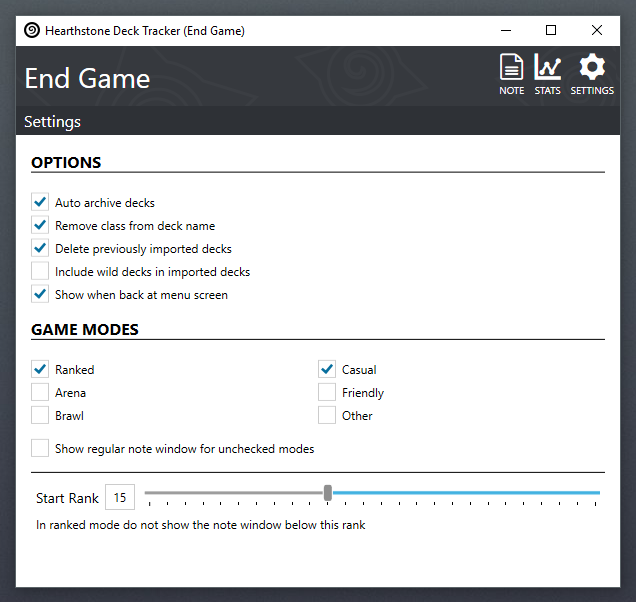 Hearthstone Deck Tracker (End Game)
End Game
NOTE STATS SETTINGS
Settings
OPTIONS
Auto archive decks
Remove class from deck name
Delete previously imported decks
Include wild decks in imported decks
Show when back at menu screen
GAME MODES
Ranked Casual
Arena Friendly
Brawl Other
Show regular note window for unchecked modes
Start Rank 15
In ranked mode do not show the note window below this rank